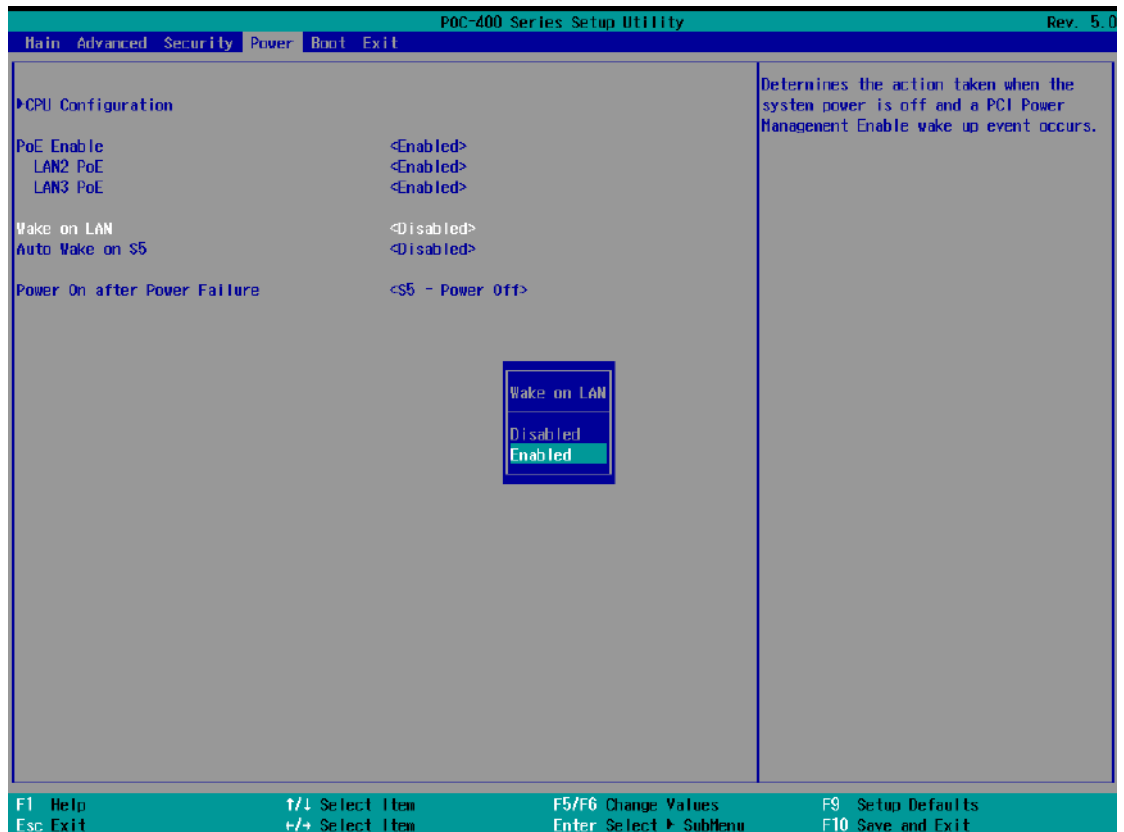 POC-400 Series Setup Utility Rev. 5.0
Main Advanced Security Power Boot Exit
▶CPU Configuration
PoE Enable <Enabled>
LAN2 PoE <Enabled>
LAN3 PoE <Enabled>
Wake on LAN <Disabled>
Auto Wake on S5 <Disabled>
Power On after Power Failure <S5 - Power Off>
Determines the action taken when the
system power is off and a PCI Power
Management Enable wake up event occurs.
Wake on LAN
Disabled
Enabled
F1 Help ↑/↓ Select Item F5/F6 Change Values F9 Setup Defaults
Esc Exit ←/→ Select Item Enter Select ▶ SubMenu F10 Save and Exit